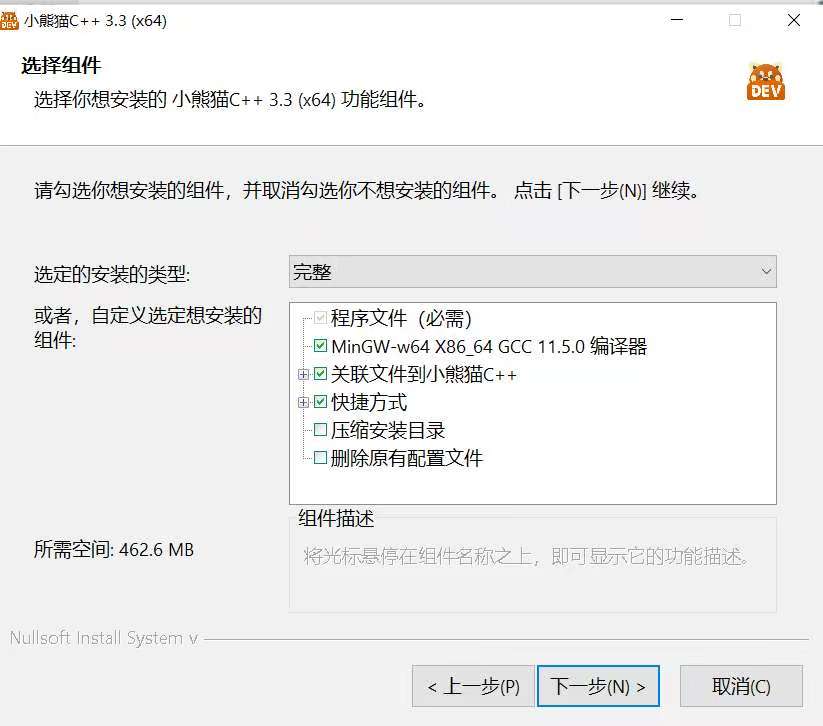 小熊猫C++ 3.3 (x64)
选择组件
选择你想安装的 小熊猫C++ 3.3 (x64) 功能组件。
DEV
请勾选你想安装的组件，并取消勾选你不想安装的组件。 点击 [下一步(N)] 继续。
选定的安装的类型:
完整
或者，自定义选定想安装的
组件:
程序文件（必需）
MinGW-w64 X86_64 GCC 11.5.0 编译器
关联文件到小熊猫C++
快捷方式
压缩安装目录
删除原有配置文件
组件描述
所需空间: 462.6 MB
将光标悬停在组件名称之上，即可显示它的功能描述。
Nullsoft Install System v
< 上一步(P)
下一步(N) >
取消(C)